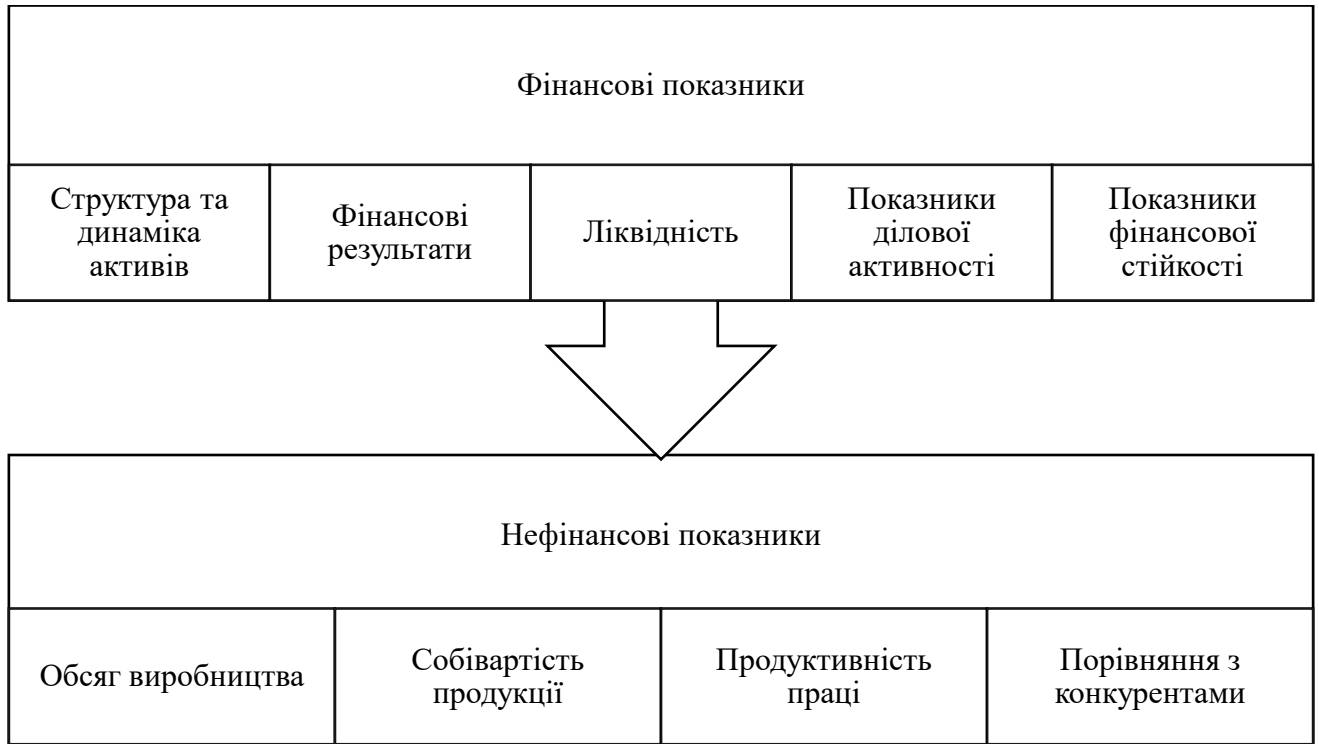 Фінансові показники
Структура та
динаміка
активів
Фінансові
результати
Ліквідність
Показники
ділової
активності
Показники
фінансової
стійкості
Нефінансові показники
Обсяг виробництва
Собівартість
продукції
Продуктивність
праці
Порівняння з
конкурентами